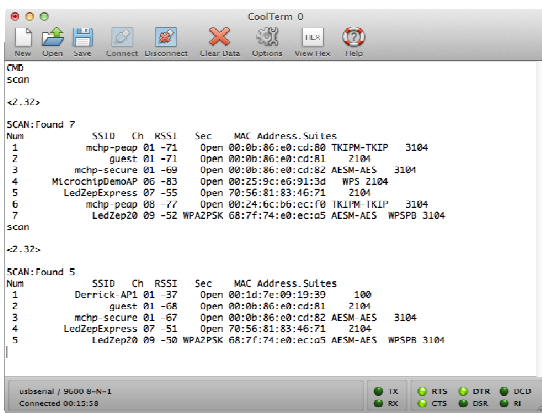 CoolTerm_0
New Open Save Connect Disconnect Clear Data Options View Hex Help
HEX
CMD
scan
<2.32>
SCAN:Found 7
Num SSID Ch RSSI Sec MAC Address.Suites
1 mchp-peap 01 -71 Open 00:0b:86:e0:cd:80 TKIPM-TKIP 3104
2 guest 01 -71 Open 00:0b:86:e0:cd:81 2104
3 mchp-secure 01 -69 Open 00:0b:86:e0:cd:82 AESM-AES 3104
4 MicrochipDemoAP 06 -83 Open 00:25:9c:e6:91:3d WPS 2104
5 LedZepExpress 07 -55 Open 70:56:81:83:46:71 2104
6 mchp-peap 08 -77 Open 00:24:6c:b6:ec:f0 TKIPM-TKIP 3104
7 LedZep20 09 -52 WPA2PSK 68:7f:74:e0:ec:a5 AESM-AES WPSPB 3104
scan
<2.32>
SCAN:Found 5
Num SSID Ch RSSI Sec MAC Address.Suites
1 Derrick-AP1 01 -37 Open 00:1d:7e:09:19:39 100
2 guest 01 -68 Open 00:0b:86:e0:cd:81 2104
3 mchp-secure 01 -67 Open 00:0b:86:e0:cd:82 AESM-AES 3104
4 LedZepExpress 07 -51 Open 70:56:81:83:46:71 2104
5 LedZep20 09 -50 WPA2PSK 68:7f:74:e0:ec:a5 AESM-AES WPSPB 3104
usbserial / 9600 8-N-1
Connected 00:15:58
TX RTS DTR DCD
RX CTS DSR RI